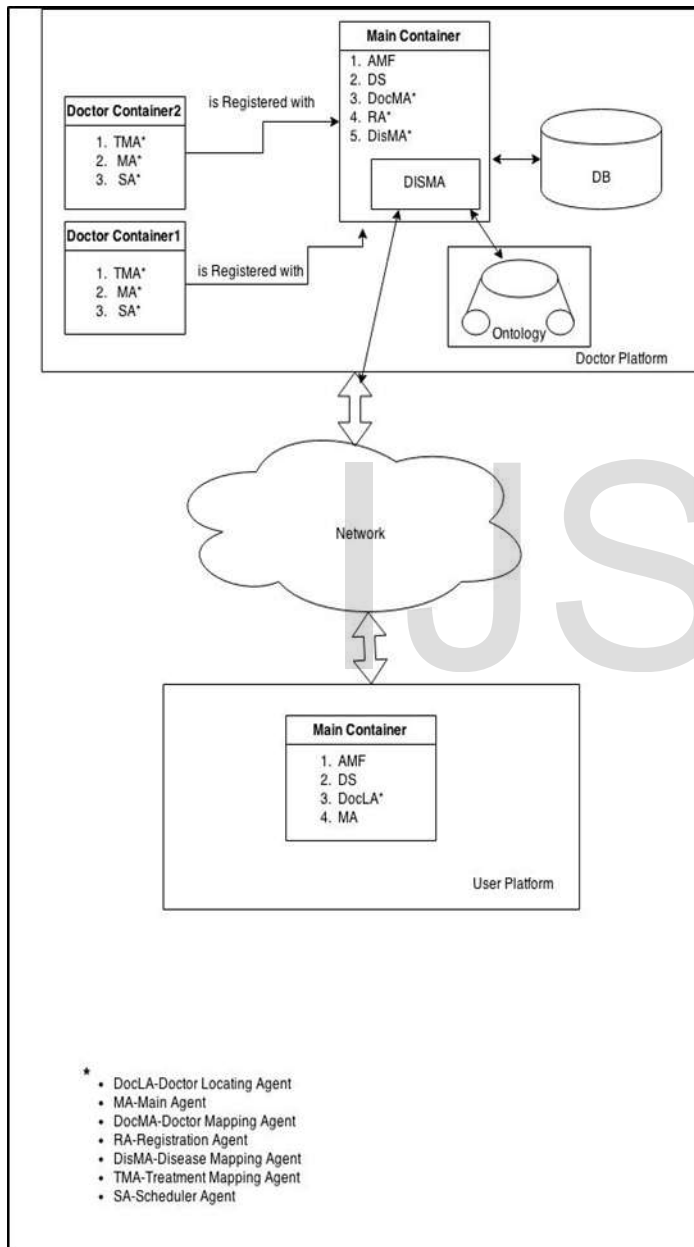 Main Container
1. AMF
2. DS
3. DocMA*
4. RA*
5. DisMA*
DISMA
is Registered with
Doctor Container2
1. TMA*
2. MA*
3. SA*
DB
Doctor Container1
1. TMA*
2. MA*
3. SA*
is Registered with
Ontology
Doctor Platform
IJS
Network
Main Container
1. AMF
2. DS
3. DocLA*
4. MA
User Platform
*
• DocLA-Doctor Locating Agent
• MA-Main Agent
• DocMA-Doctor Mapping Agent
• RA-Registration Agent
• DisMA-Disease Mapping Agent
• TMA-Treatment Mapping Agent
• SA-Scheduler Agent